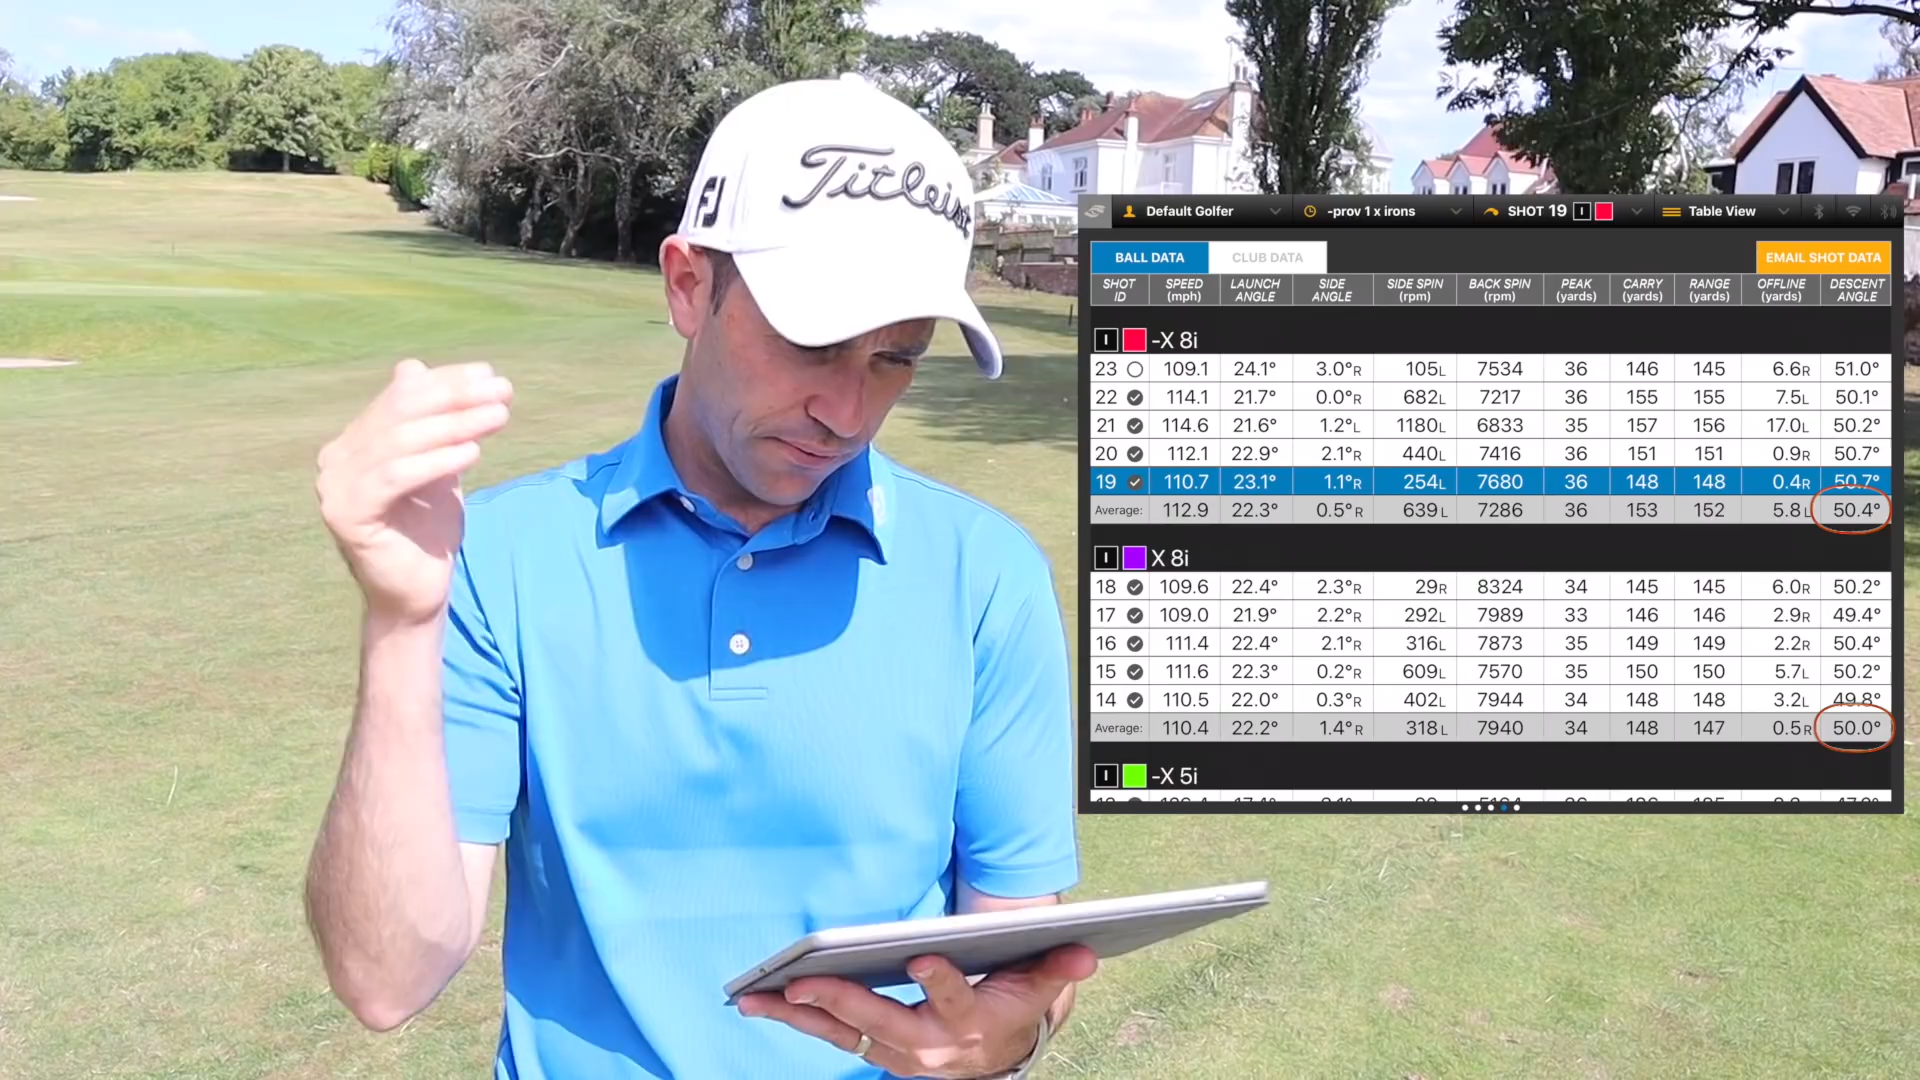 Titleist
FJ
Default Golfer -prov 1 x irons SHOT 19 I Table View
BALL DATA CLUB DATA EMAIL SHOT DATA
SHOT ID SPEED (mph) LAUNCH ANGLE SIDE ANGLE SIDE SPIN (rpm) BACK SPIN (rpm) PEAK (yards) CARRY (yards) RANGE (yards) OFFLINE (yards) DESCENT ANGLE
I -X 8i
23 109.1 24.1° 3.0°R 105L 7534 36 146 145 6.6R 51.0°
22 114.1 21.7° 0.0°R 682L 7217 36 155 155 7.5L 50.1°
21 114.6 21.6° 1.2°L 1180L 6833 35 157 156 17.0L 50.2°
20 112.1 22.9° 2.1°R 440L 7416 36 151 151 0.9R 50.7°
19 110.7 23.1° 1.1°R 254L 7680 36 148 148 0.4R 50.7°
Average: 112.9 22.3° 0.5°R 639L 7286 36 153 152 5.8L 50.4°
I X 8i
18 109.6 22.4° 2.3°R 29R 8324 34 145 145 6.0R 50.2°
17 109.0 21.9° 2.2°R 292L 7989 33 146 146 2.9R 49.4°
16 111.4 22.4° 2.1°R 316L 7873 35 149 149 2.2R 50.4°
15 111.6 22.3° 0.2°R 609L 7570 35 150 150 5.7L 50.2°
14 110.5 22.0° 0.3°R 402L 7944 34 148 148 3.2L 49.8°
Average: 110.4 22.2° 1.4°R 318L 7940 34 148 147 0.5R 50.0°
I -X 5i